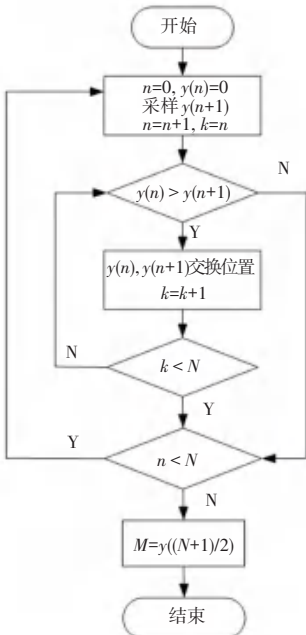 开始
n=0, y(n)=0
采样 y(n+1)
n=n+1, k=n
N
y(n) > y(n+1)
Y
y(n), y(n+1)交换位置
k=k+1
N
k < N
Y
Y
n < N
N
M=y((N+1)/2)
结束